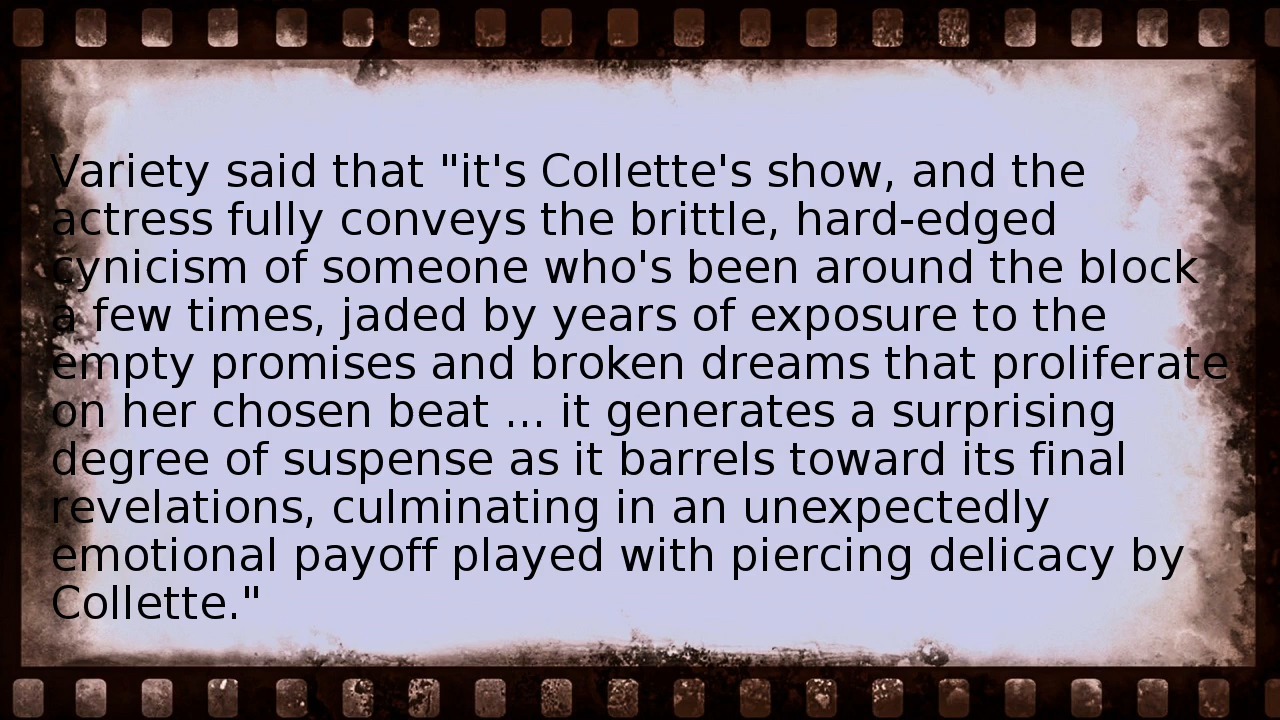 Variety said that "it's Collette's show, and the
actress fully conveys the brittle, hard-edged
cynicism of someone who's been around the block
a few times, jaded by years of exposure to the
empty promises and broken dreams that proliferate
on her chosen beat ... it generates a surprising
degree of suspense as it barrels toward its final
revelations, culminating in an unexpectedly
emotional payoff played with piercing delicacy by
Collette."